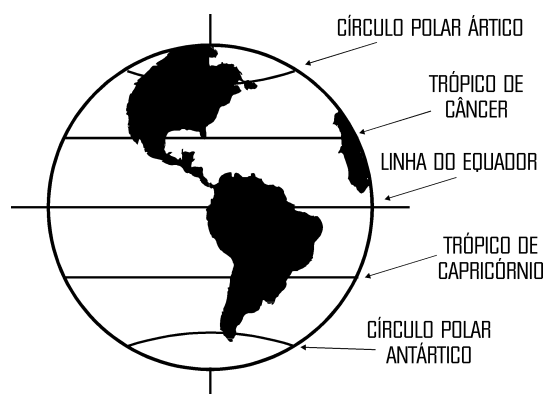 CÍRCULO POLAR ÁRTICO
TRÓPICO DE
CÂNCER
LINHA DO EQUADOR
TRÓPICO DE
CAPRICÓRNIO
CÍRCULO POLAR
ANTÁRTICO